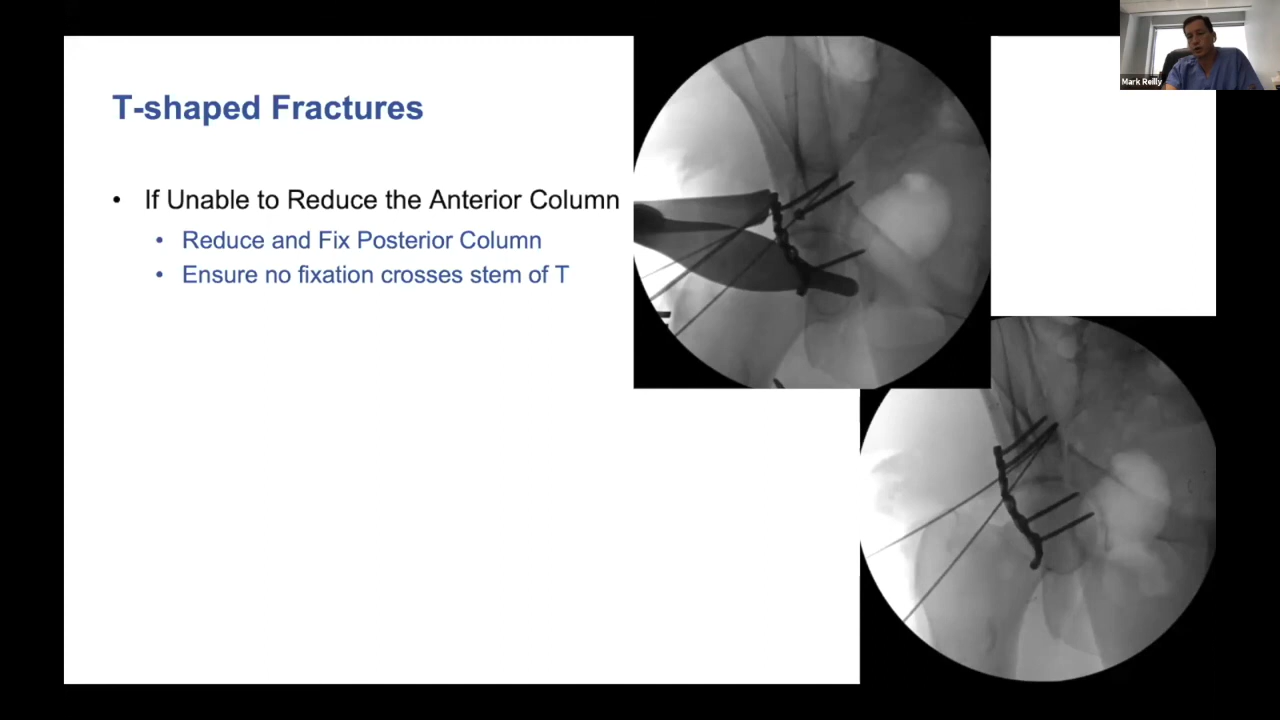 T-shaped Fractures
• If Unable to Reduce the Anterior Column
• Reduce and Fix Posterior Column
• Ensure no fixation crosses stem of T
Mark Reilly